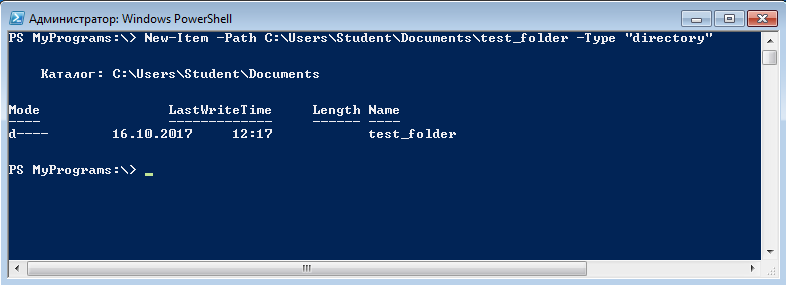 Администратор: Windows PowerShell
PS MyPrograms:\> New-Item -Path C:\Users\Student\Documents\test_folder -Type "directory"
Каталог: C:\Users\Student\Documents
Mode LastWriteTime Length Name
---- ------------- ------ ----
d---- 16.10.2017 12:17 test_folder
PS MyPrograms:\> _